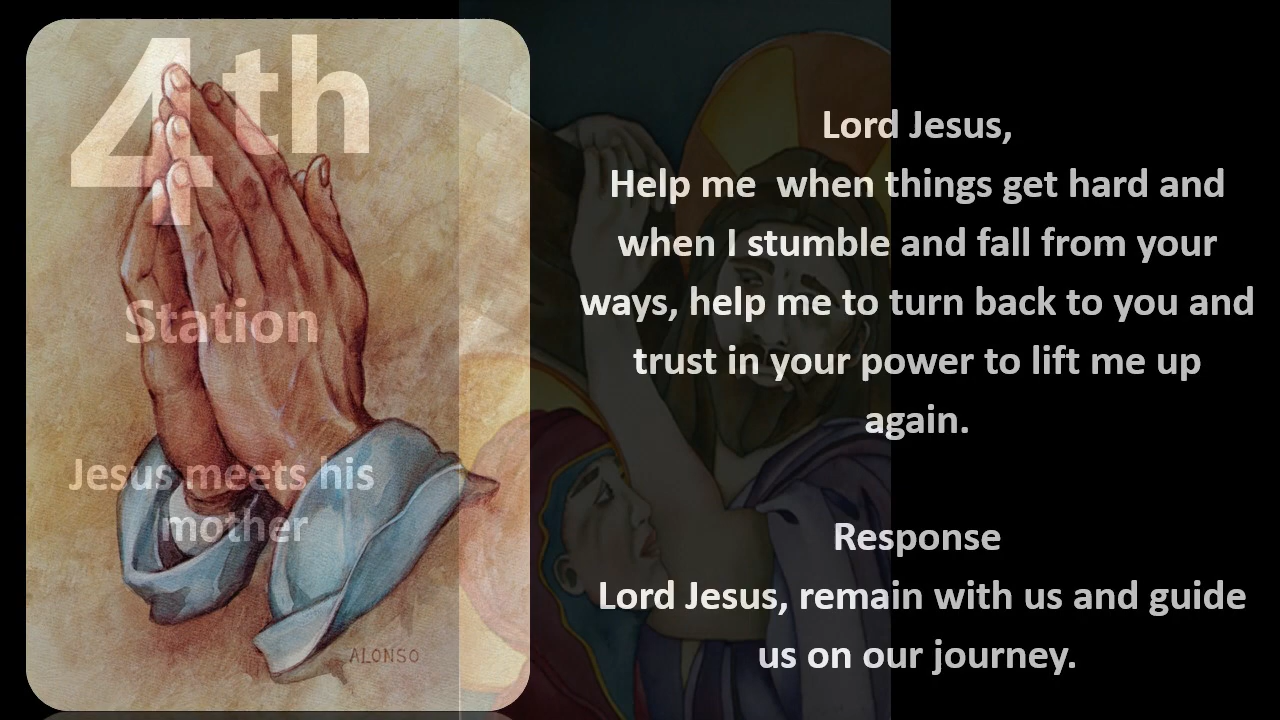 4th
Station
Jesus meets his
mother
ALONSO
Lord Jesus,
Help me  when things get hard and
when I stumble and fall from your
ways, help me to turn back to you and
trust in your power to lift me up
again.
Response
Lord Jesus, remain with us and guide
us on our journey.